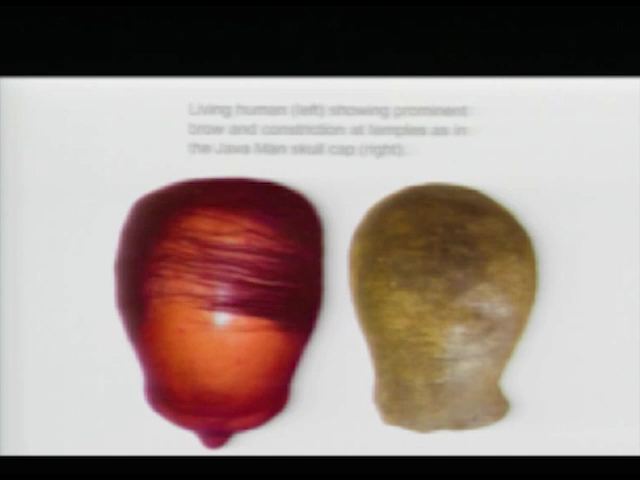 Living human (left) showing prominent
brow and constriction at temples as in
the Java Man skull cap (right).